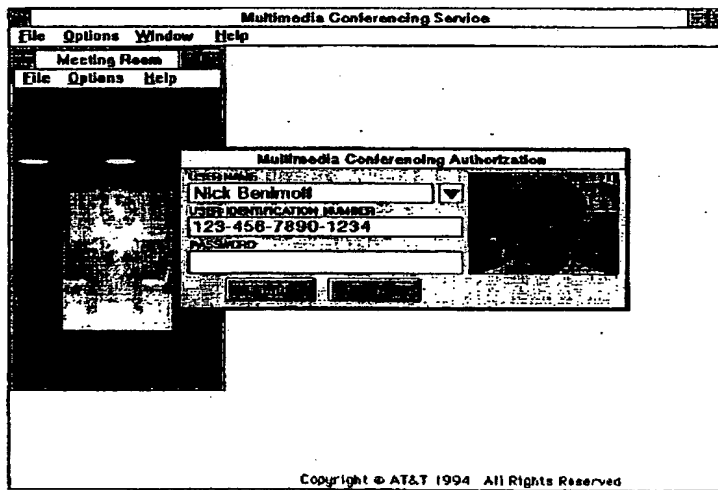 Multimedia Conferencing Service
File Options Window Help
Meeting Room
File Options Help
Multimedia Conferencing Authorization
USER NAME
Nick Benimoff
USER IDENTIFICATION NUMBER
123-456-7890-1234
PASSWORD
Copyright © AT&T 1994 All Rights Reserved